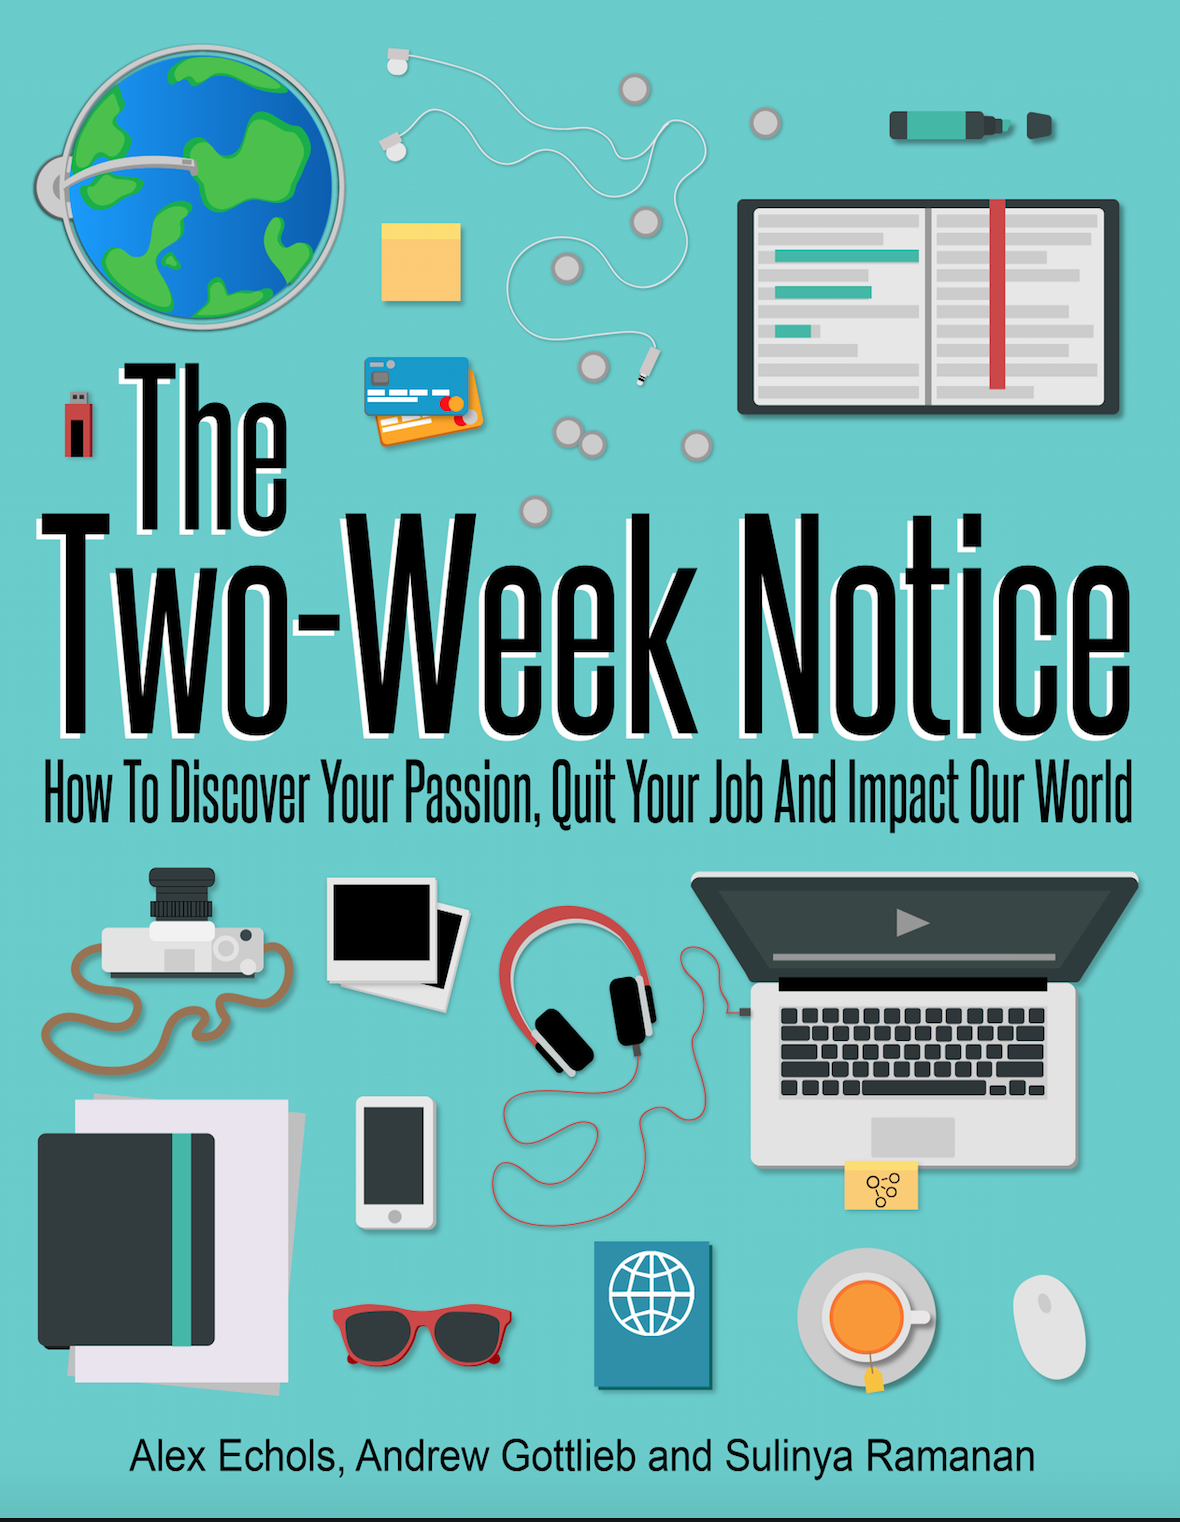 The
Two-Week Notice
How To Discover Your Passion, Quit Your Job And Impact Our World
Alex Echols, Andrew Gottlieb and Sulinya Ramanan